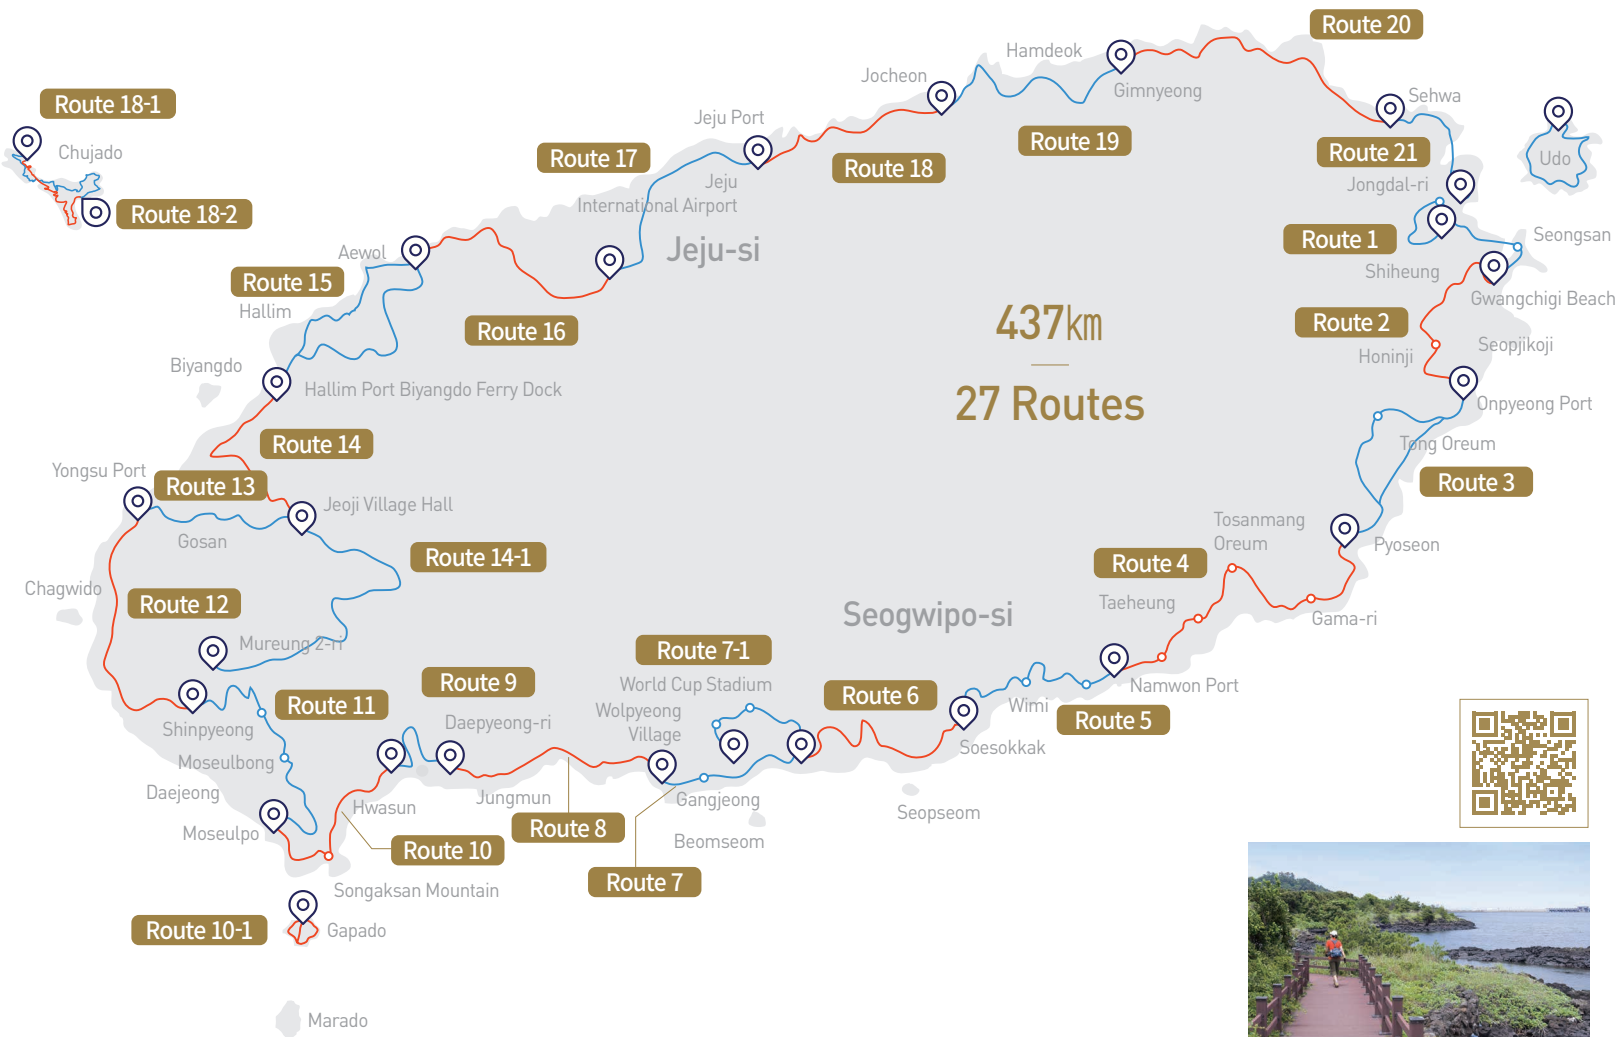 Route 20
Hamdeok
Jocheon
Gimnyeong
Sehwa
Route 18-1
Chujado
Route 18-2
Jeju Port
Route 17
Route 18
Route 19
Route 21
Jongdal-ri
Udo
Jeju
International Airport
Jeju-si
Aewol
Route 15
Hallim
Route 16
Route 1
Shiheung
Seongsan
Gwangchigi Beach
437km
27 Routes
Route 2
Honinji
Seopjikoji
Biyangdo
Hallim Port Biyangdo Ferry Dock
Onpyeong Port
Tong Oreum
Route 14
Yongsu Port
Route 13
Jeoji Village Hall
Gosan
Route 3
Tosanmang
Oreum
Pyoseon
Route 14-1
Route 4
Chagwido
Route 12
Taeheung
Gama-ri
Seogwipo-si
Mureung 2-ri
Route 7-1
World Cup Stadium
Route 9
Route 6
Namwon Port
Wimi
Route 5
Route 11
Shinpyeong
Daepyeong-ri
Wolpyeong
Village
Soesokkak
Moseulbong
Daejeong
Moseulpo
Hwasun
Jungmun
Gangjeong
Seopseom
Route 8
Beomseom
Route 10
Route 7
Songaksan Mountain
Route 10-1
Gapado
Marado